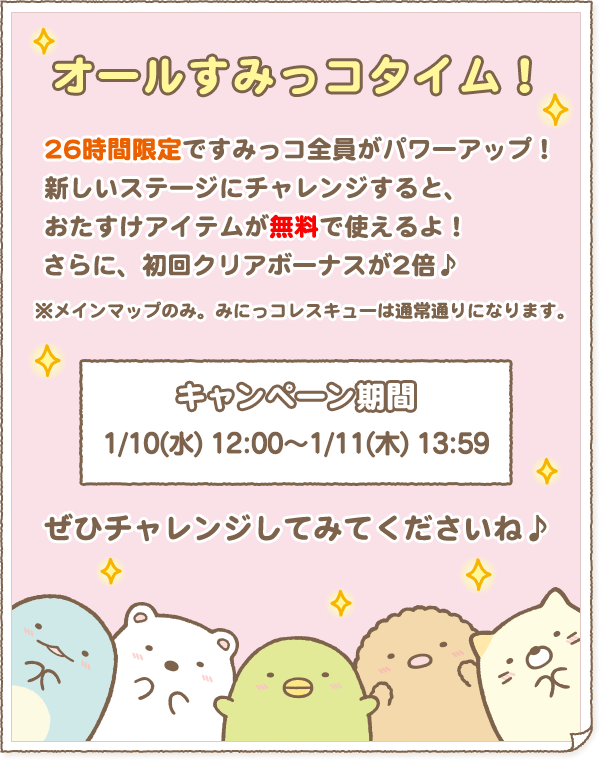 オールすみっコタイム！
26時間限定ですみっコ全員がパワーアップ！
新しいステージにチャレンジすると、
おたすけアイテムが無料で使えるよ！
さらに、初回クリアボーナスが2倍♪
※メインマップのみ。みにっコレスキューは通常通りになります。
キャンペーン期間
1/10(水) 12:00～1/11(木) 13:59
ぜひチャレンジしてみてくださいね♪